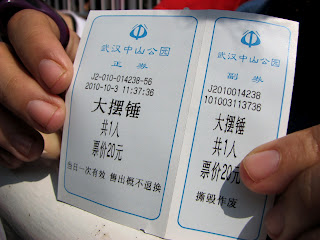 武汉中山公园
正券
J2-010-014238-56
2010-10-3 11:37:36
大摆锤
共1人
票价20元
当日一次有效 售出概不退换
武汉中山公园
副券
J2010014238
101003113736
大摆锤
共1人
票价20元
撕毁作废